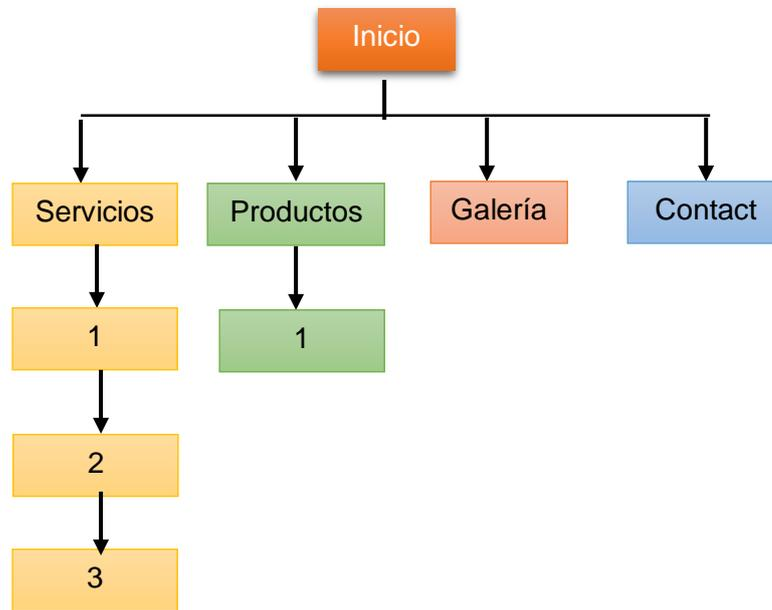 Inicio
Servicios
Productos
Galería
Contact
1
1
2
3